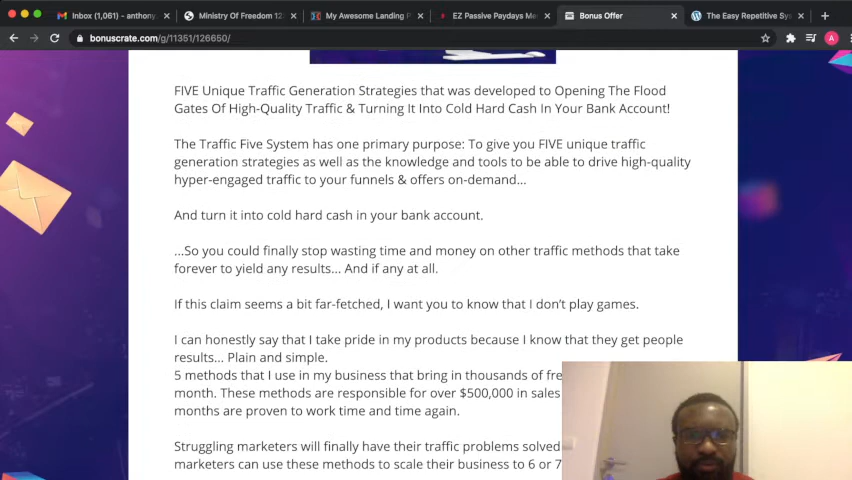 Inbox (1,061) - anthony.
Ministry Of Freedom 12
My Awesome Landing P
EZ Passive Paydays Me
Bonus Offer
The Easy Repetitive Sys
bonuscrate.com/g/11351/126650/
A
FIVE Unique Traffic Generation Strategies that was developed to Opening The Flood
Gates Of High-Quality Traffic & Turning It Into Cold Hard Cash In Your Bank Account!
The Traffic Five System has one primary purpose: To give you FIVE unique traffic
generation strategies as well as the knowledge and tools to be able to drive high-quality
hyper-engaged traffic to your funnels & offers on-demand...
And turn it into cold hard cash in your bank account.
...So you could finally stop wasting time and money on other traffic methods that take
forever to yield any results... And if any at all.
If this claim seems a bit far-fetched, I want you to know that I don't play games.
I can honestly say that I take pride in my products because I know that they get people
results... Plain and simple.
5 methods that I use in my business that bring in thousands of fre
month. These methods are responsible for over $500,000 in sales
months are proven to work time and time again.
Struggling marketers will finally have their traffic problems solved
marketers can use these methods to scale their business to 6 or 7